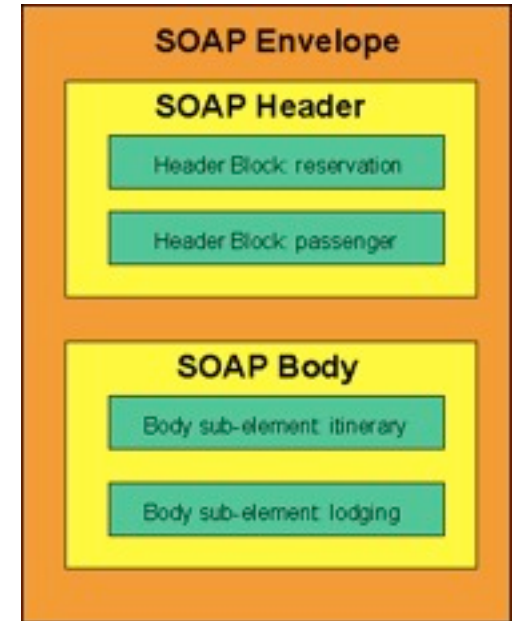 SOAP Envelope
SOAP Header
Header Block: reservation
Header Block: passenger
SOAP Body
Body sub-element: itinerary
Body sub-element: lodging